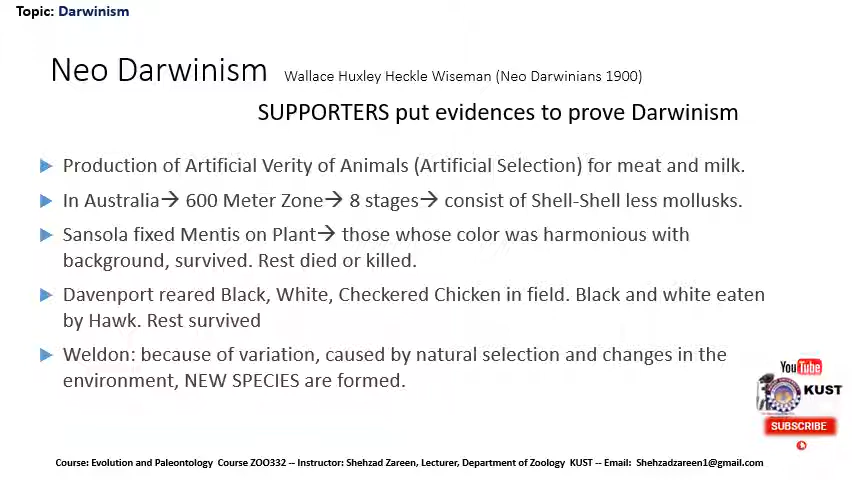 Topic: Darwinism
Neo Darwinism Wallace Huxley Heckle Wiseman (Neo Darwinians 1900)
SUPPORTERS put evidences to prove Darwinism
Production of Artificial Verity of Animals (Artificial Selection) for meat and milk.
In Australia→ 600 Meter Zone→ 8 stages→ consist of Shell-Shell less mollusks.
Sansola fixed Mentis on Plant→ those whose color was harmonious with
background, survived. Rest died or killed.
Davenport reared Black, White, Checkered Chicken in field. Black and white eaten
by Hawk. Rest survived
Weldon: because of variation, caused by natural selection and changes in the
environment, NEW SPECIES are formed.
YouTube
KUST
SUBSCRIBE
Course: Evolution and Paleontology Course ZOO332 -- Instructor: Shehzad Zareen, Lecturer, Department of Zoology KUST -- Email: Shehzadzareen1@gmail.com